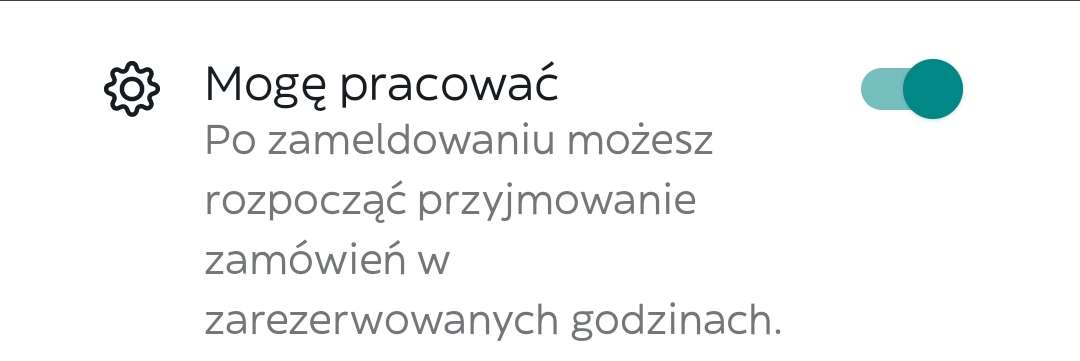 Mogę pracować
Po zameldowaniu możesz
rozpocząć przyjmowanie
zamówień w
zarezerwowanych godzinach.